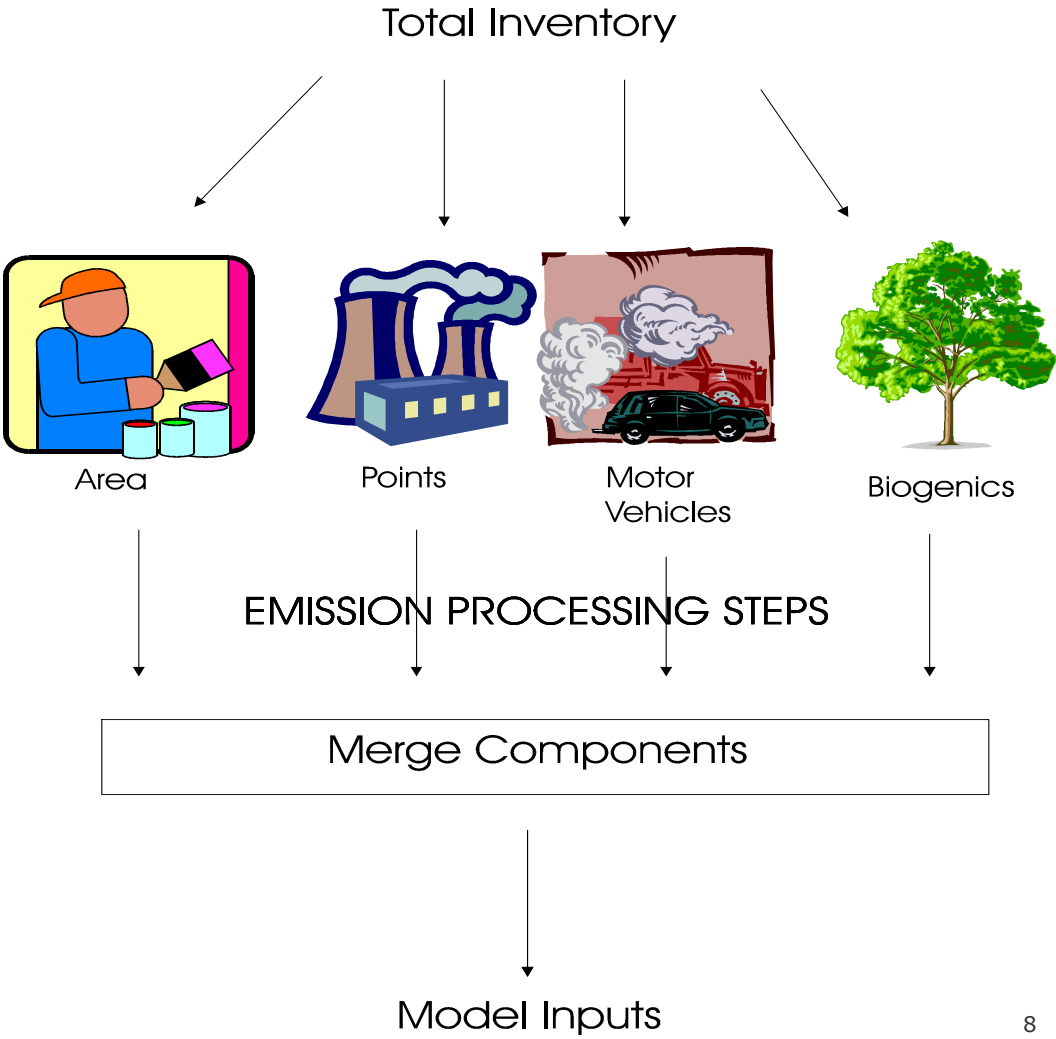 Total Inventory
Area
Points
Motor
Vehicles
Biogenics
EMISSION PROCESSING STEPS
Merge Components
Model Inputs
8